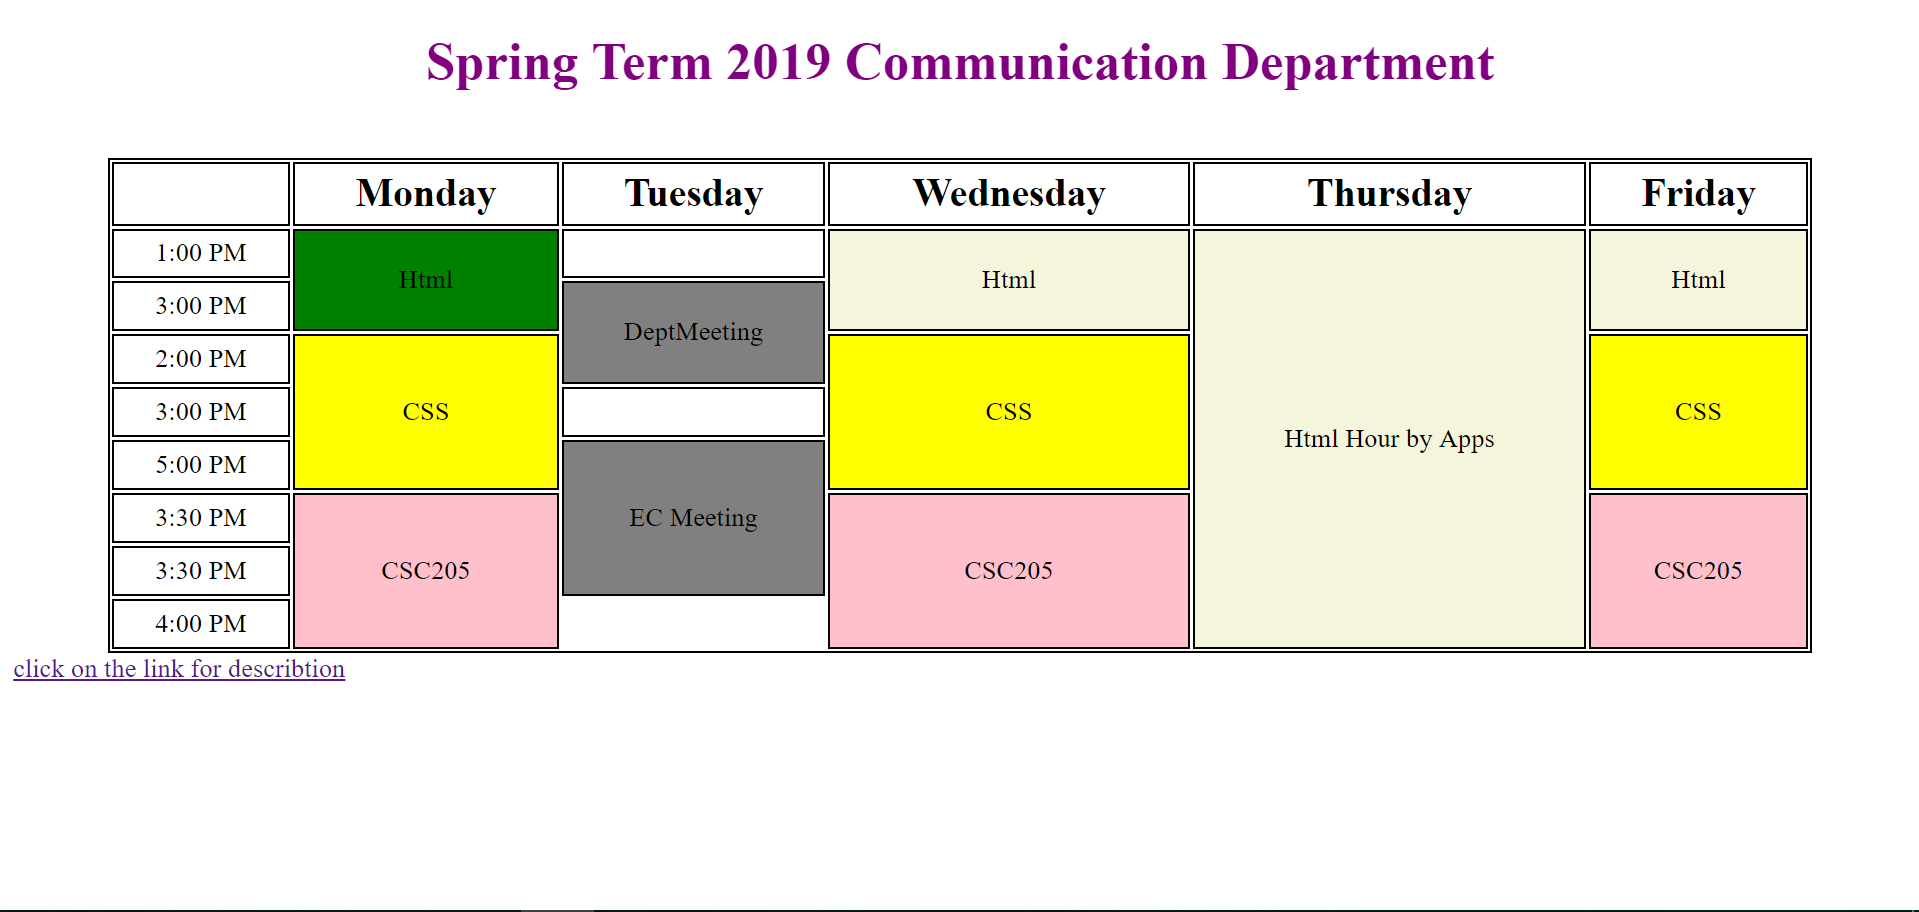 Spring Term 2019 Communication Department
Monday Tuesday Wednesday Thursday Friday
1:00 PM Html Html Html Hour by Apps Html
3:00 PM DeptMeeting
2:00 PM CSS CSS CSS
3:00 PM
5:00 PM EC Meeting
3:30 PM CSC205 CSC205 CSC205
3:30 PM
4:00 PM
click on the link for describtion